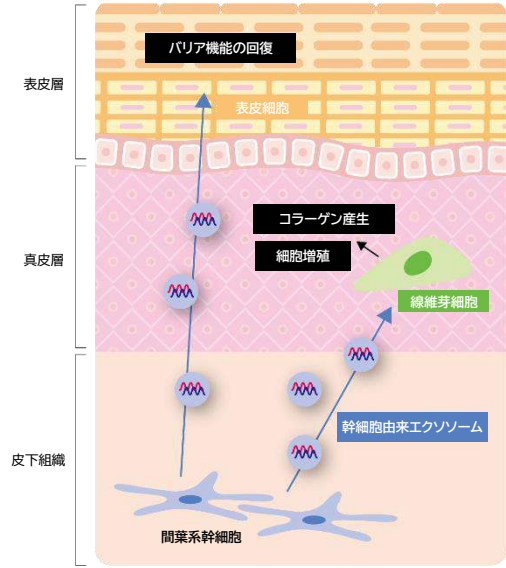 バリア機能の回復
表皮層
表皮細胞
真皮層
コラーゲン産生
細胞増殖
線維芽細胞
幹細胞由来エクソソーム
皮下組織
間葉系幹細胞